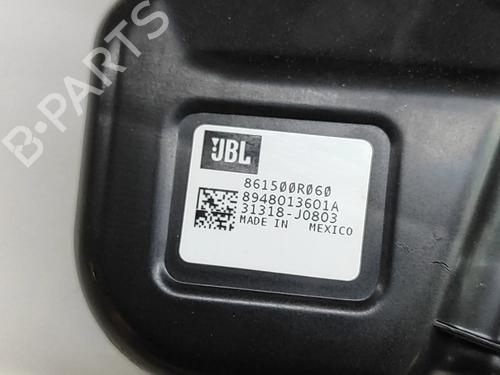 B-PARTS
JBL
861500R060
8948013601A
31318-J0803
MADE IN MEXICO